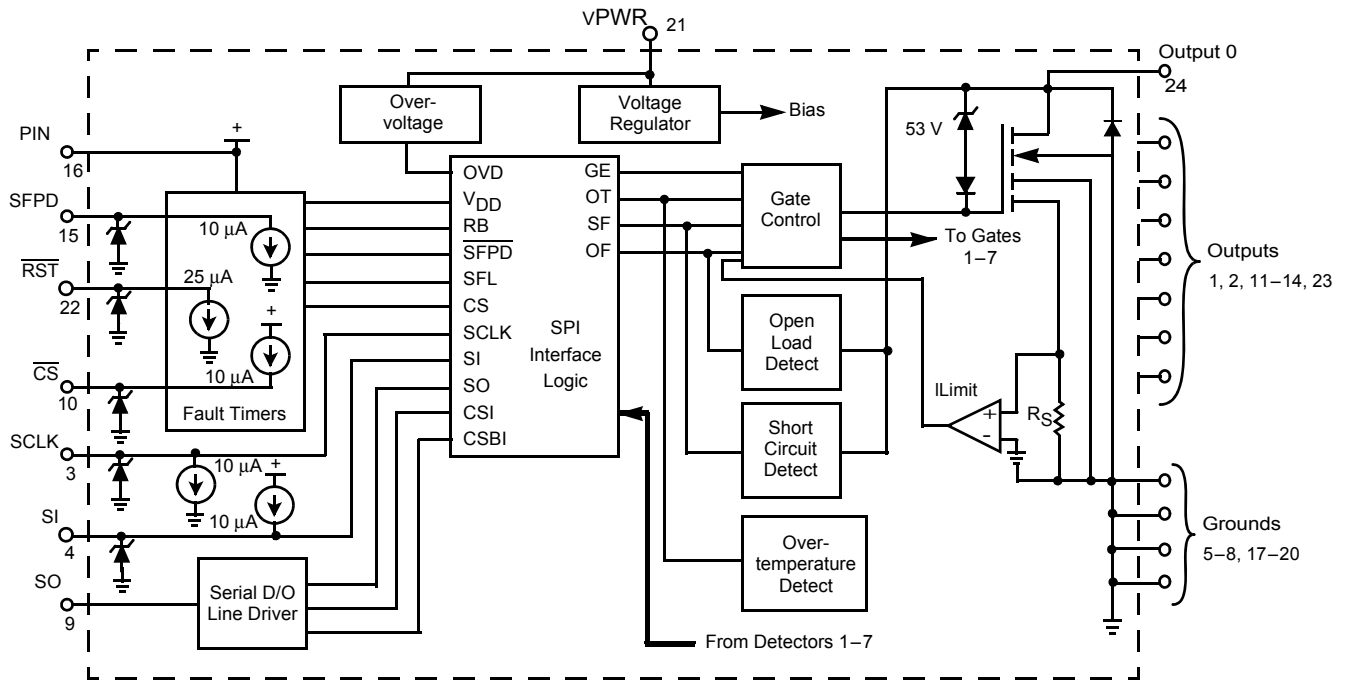 VPWR
21
Output 0
24
Over-
voltage
Voltage
Regulator
Bias
53 V
PIN
16
+
SFPD
15
10 μA
RST
22
25 μA
+
10 μA
CS
10
Fault Timers
SCLK
3
10 μA
+
10 μA
SI
4
SO
9
Serial D/O
Line Driver
OVD
VDD
RB
SFPD
SFL
CS
SCLK
SI
SO
CSI
CSBI
GE
OT
SF
OF
SPI
Interface
Logic
Gate
Control
To Gates
1–7
Open
Load
Detect
Short
Circuit
Detect
Over-
temperature
Detect
From Detectors 1–7
ILimit
+
-
RS
Outputs
1, 2, 11–14, 23
Grounds
5–8, 17–20